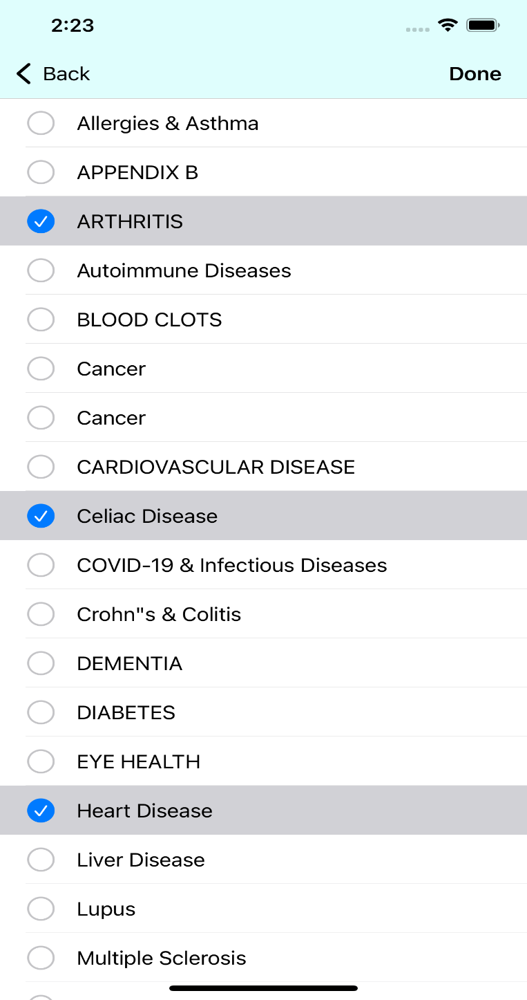 2:23
Back
Done
Allergies & Asthma
APPENDIX B
ARTHRITIS
Autoimmune Diseases
BLOOD CLOTS
Cancer
Cancer
CARDIOVASCULAR DISEASE
Celiac Disease
COVID-19 & Infectious Diseases
Crohn"s & Colitis
DEMENTIA
DIABETES
EYE HEALTH
Heart Disease
Liver Disease
Lupus
Multiple Sclerosis